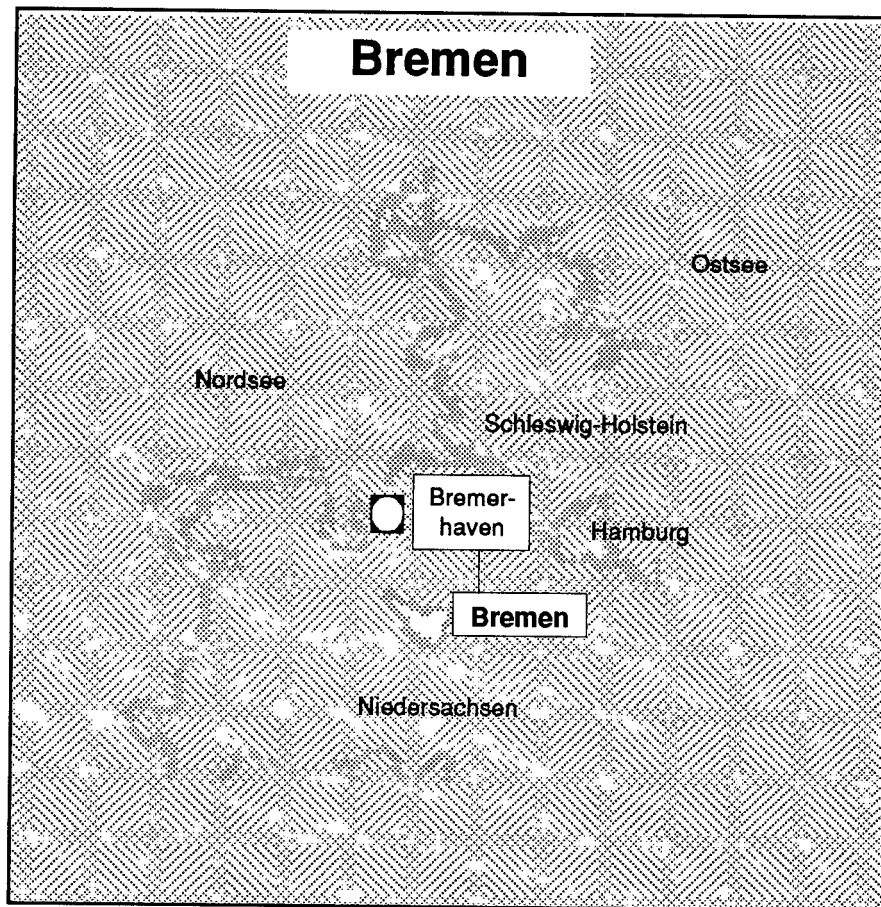 Bremen
Ostsee
Nordsee
Schleswig-Holstein
Bremer-
haven
Hamburg
Bremen
Niedersachsen